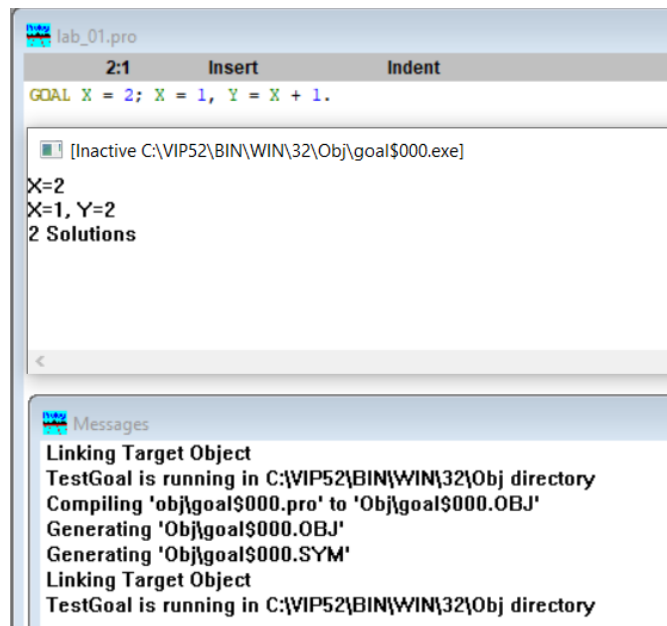 lab_01.pro
2:1 Insert Indent
GOAL X = 2; X = 1, Y = X + 1.
[Inactive C:\VIP52\BIN\WIN\32\Obj\goal$000.exe]
X=2
X=1, Y=2
2 Solutions
Messages
Linking Target Object
TestGoal is running in C:\VIP52\BIN\WIN\32\Obj directory
Compiling 'obj\goal$000.pro' to 'Obj\goal$000.OBJ'
Generating 'Obj\goal$000.OBJ'
Generating 'Obj\goal$000.SYM'
Linking Target Object
TestGoal is running in C:\VIP52\BIN\WIN\32\Obj directory